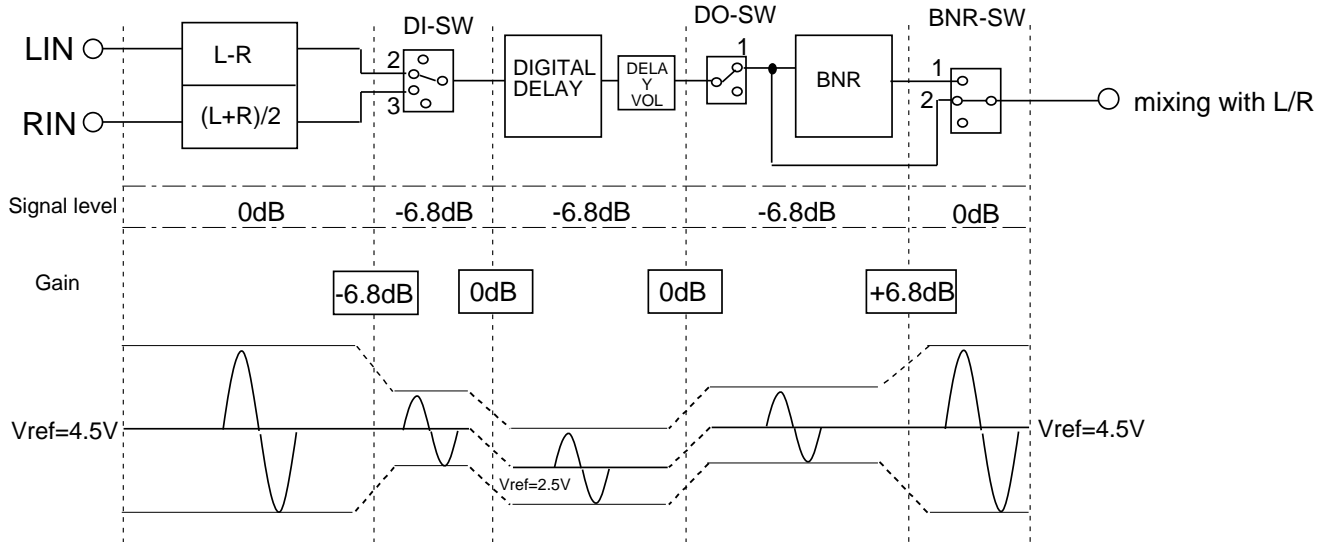 DI-SW
DO-SW
BNR-SW
LIN
L-R
2
DIGITAL
DELAY
DELA
Y
VOL
1
BNR
1
2
mixing with L/R
RIN
(L+R)/2
3
Signal level
0dB
-6.8dB
-6.8dB
-6.8dB
0dB
Gain
-6.8dB
0dB
0dB
+6.8dB
Vref=4.5V
Vref=2.5V
Vref=4.5V